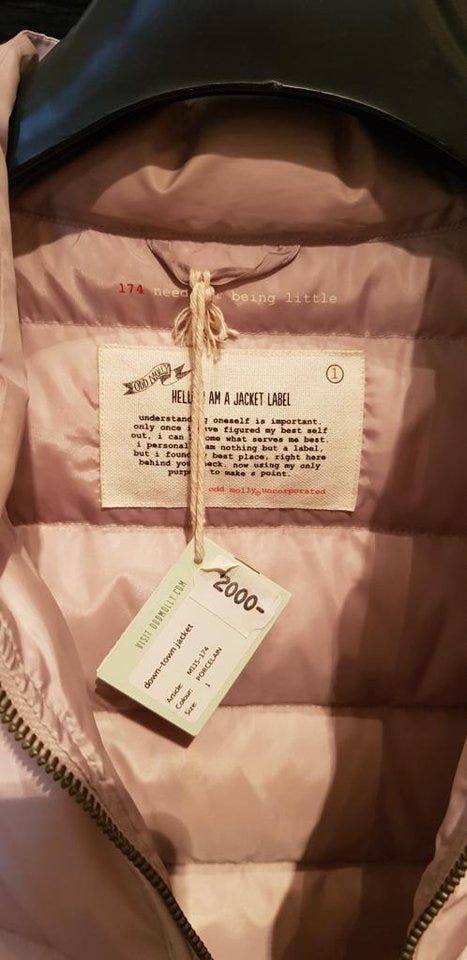 174 need being little
ODD MOLLY
1
HELL AM A JACKET LABEL
understand oneself is important.
only once ve figured my best self
out, i can ome what serves me best.
i personal am nothing but a label,
but i foun best place, right here
behind yo neck. now using my only
purp to make a point.
odd molly uncorporated
VISIT ODDMOLLY.COM
2000-
down-town jacket
Article: M115-174
Colour: PORCELAIN
Size: 1